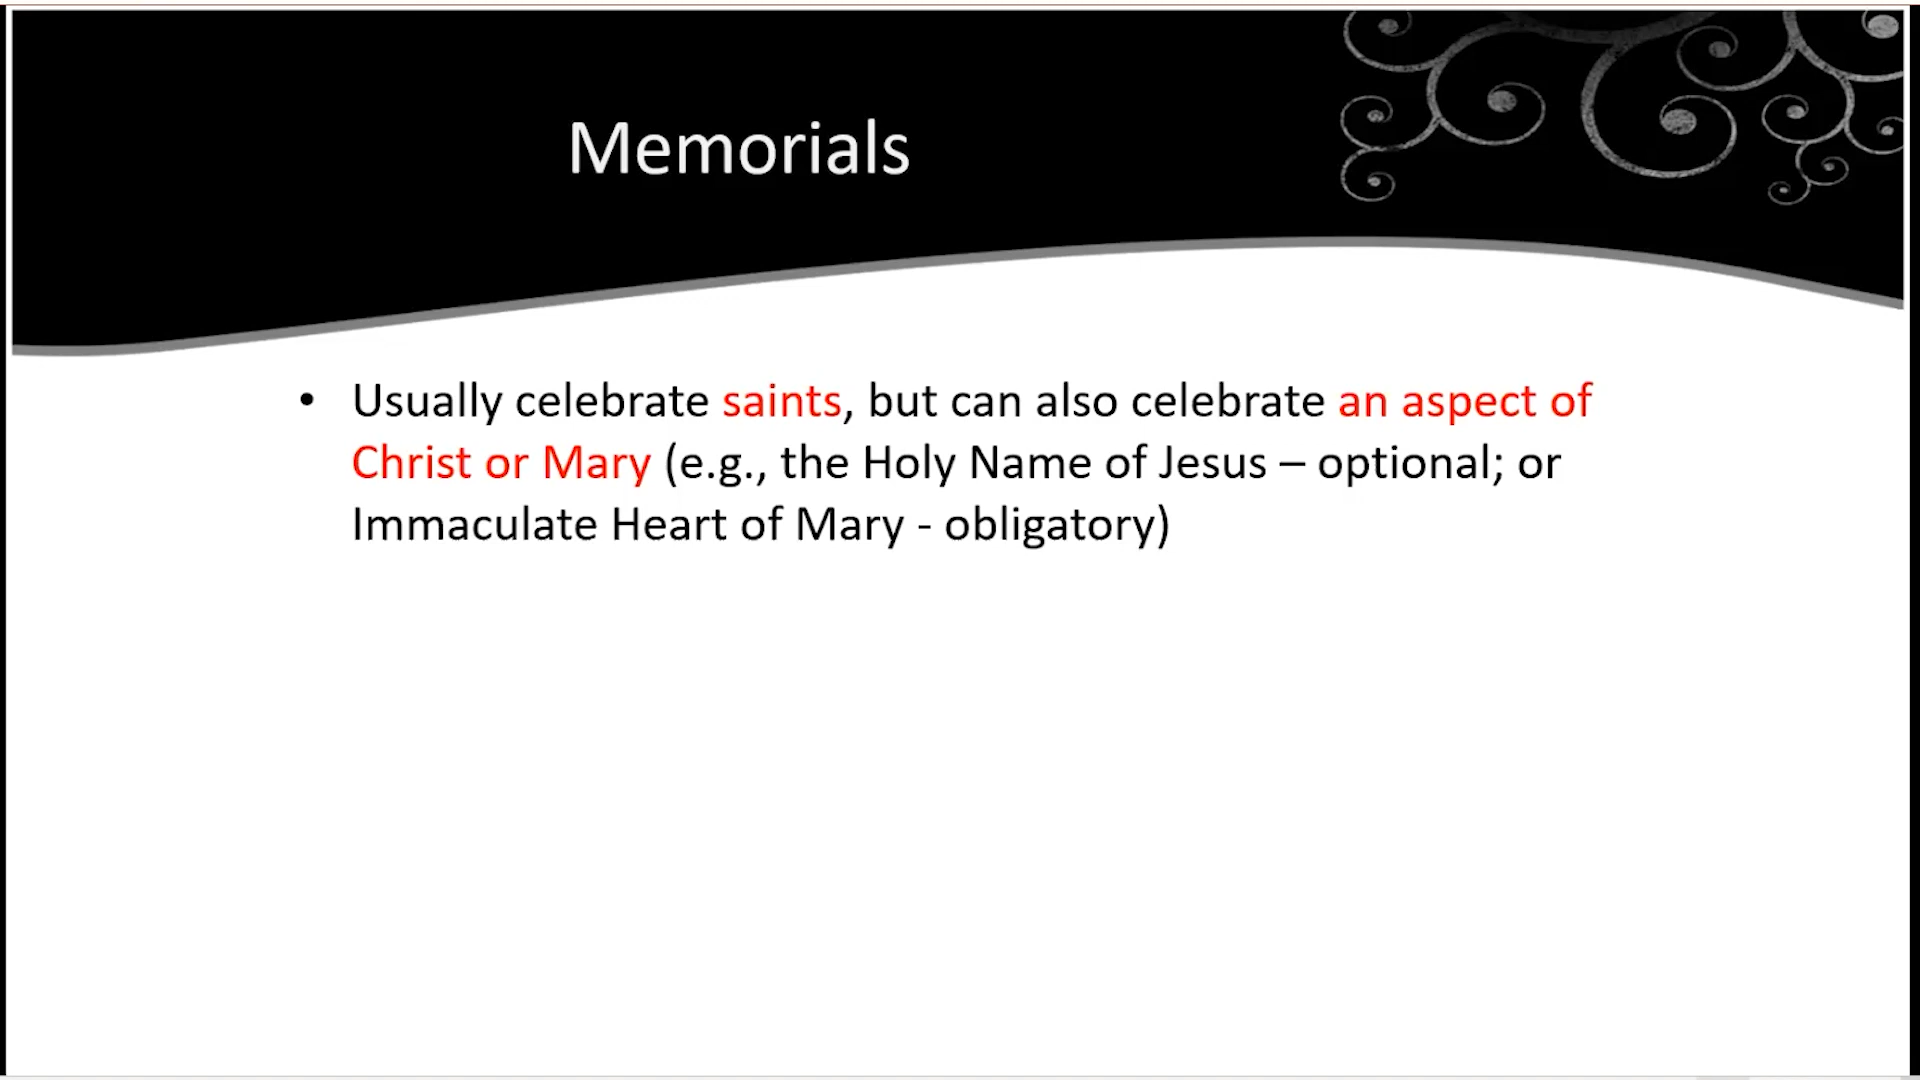 Memorials
• Usually celebrate saints, but can also celebrate an aspect of
Christ or Mary (e.g., the Holy Name of Jesus – optional; or
Immaculate Heart of Mary - obligatory)